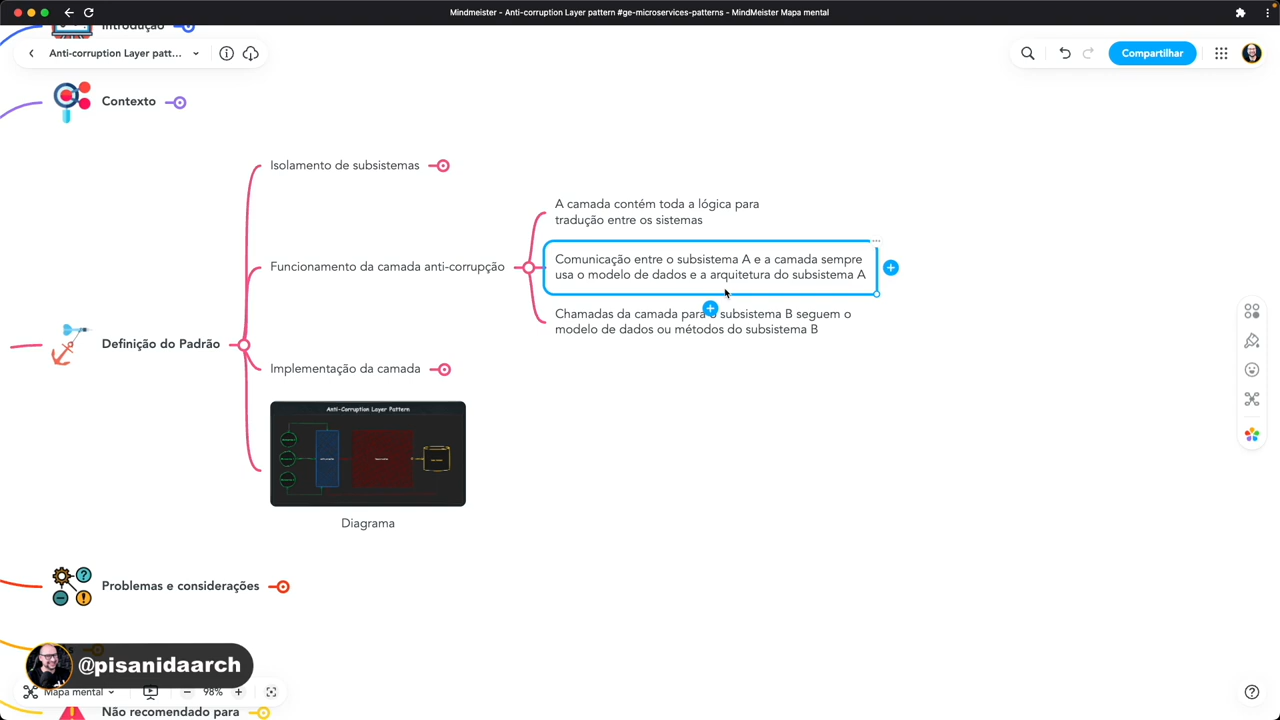 Mindmeister - Anti-corruption Layer pattern #ge-microservices-patterns - MindMeister Mapa mental
Introdução
Anti-corruption Layer patt...
Compartilhar
Contexto
Isolamento de subsistemas
A camada contém toda a lógica para
tradução entre os sistemas
Comunicação entre o subsistema A e a camada sempre
usa o modelo de dados e a arquitetura do subsistema A
Funcionamento da camada anti-corrupção
Chamadas da camada para o subsistema B seguem o
modelo de dados ou métodos do subsistema B
Definição do Padrão
Implementação da camada
Anti-Corruption Layer Pattern
Diagrama
Problemas e considerações
@pisanidaarch
Mapa mental
98%
Não recomendado para